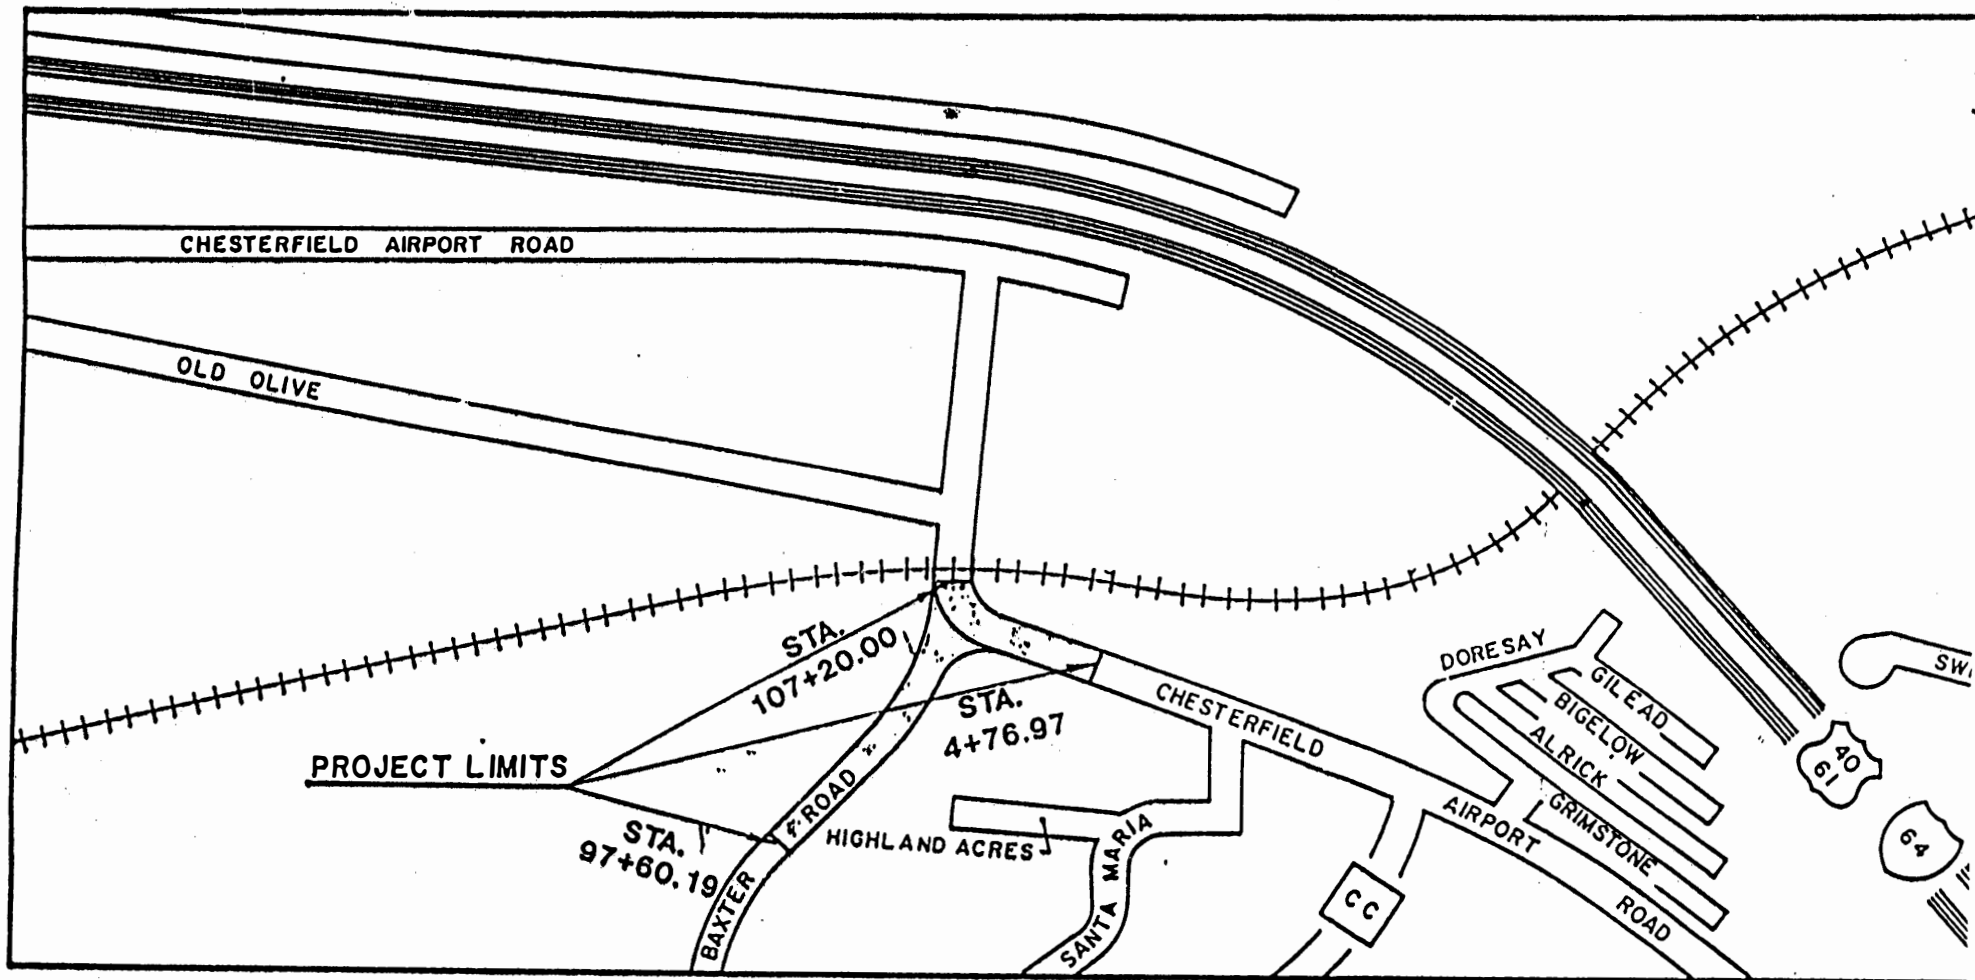 CHESTERFIELD AIRPORT ROAD
OLD OLIVE
STA.
107+20.00
STA.
4+76.97
PROJECT LIMITS
STA.
97+60.19
BAXTER ROAD
HIGHLAND ACRES
SANTA MARIA
CHESTERFIELD
AIRPORT
ROAD
CC
DORESAY
GILEAD
BIGELOW
ALRICK
GRIMSTONE
40
61
64